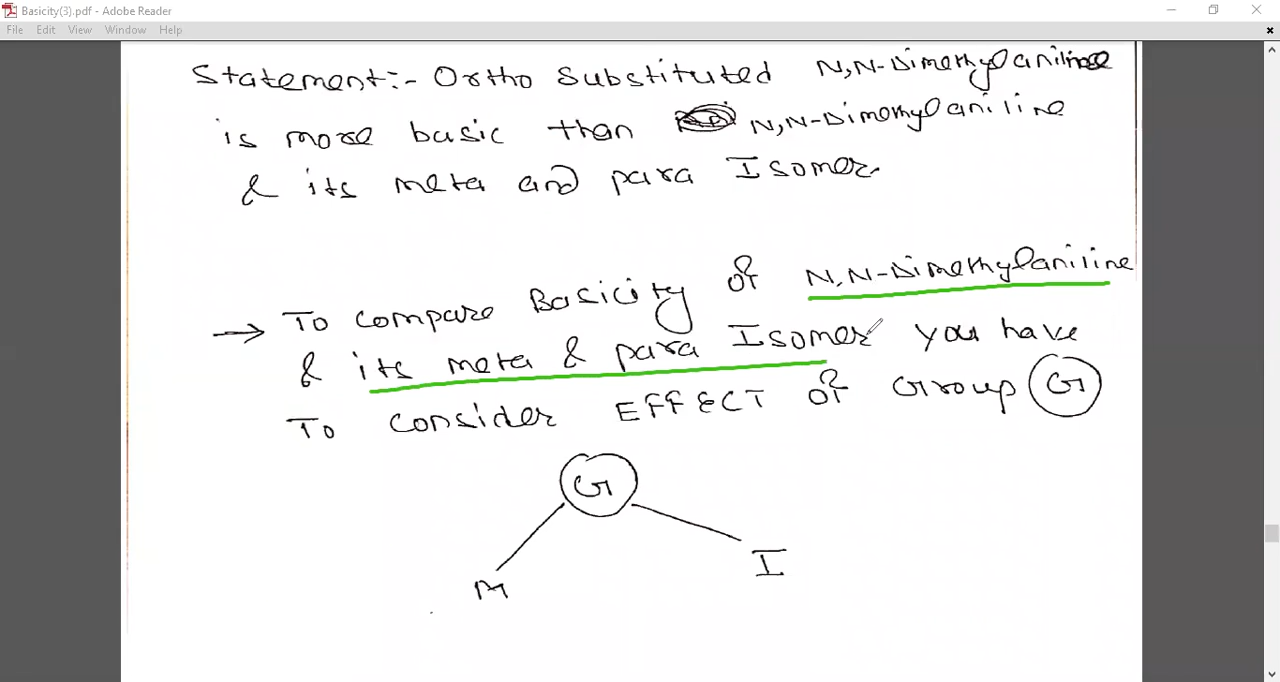 Basicity(3).pdf - Adobe Reader
File Edit View Window Help
Statement:- Ortho Substituted N,N-Dimethylaniline
is more basic than N,N-Dimethylaniline
& its meta and para Isomer.
→ To compare Basicity of N,N-Dimethylaniline
& its meta & para Isomer you have
To consider EFFECT of Group G
G
M I